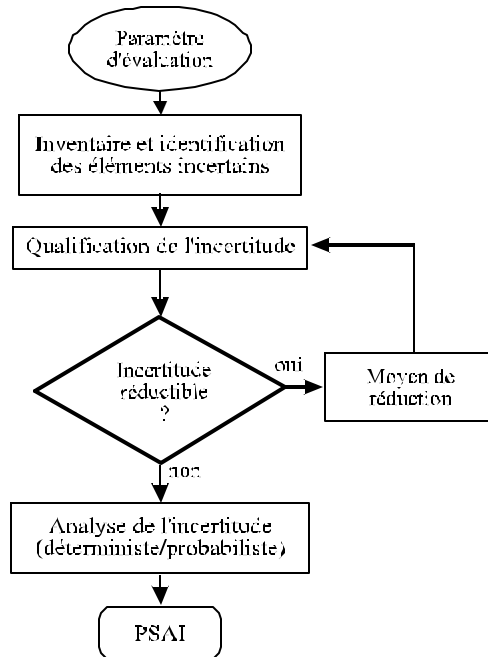 Paramètre
d'évaluation
Inventaire et identification
des éléments incertains
Qualification de l'incertitude
Incertitude
réductible
?
oui
Moyen de
réduction
non
Analyse de l'incertitude
(déterministe/probabiliste)
PSAI